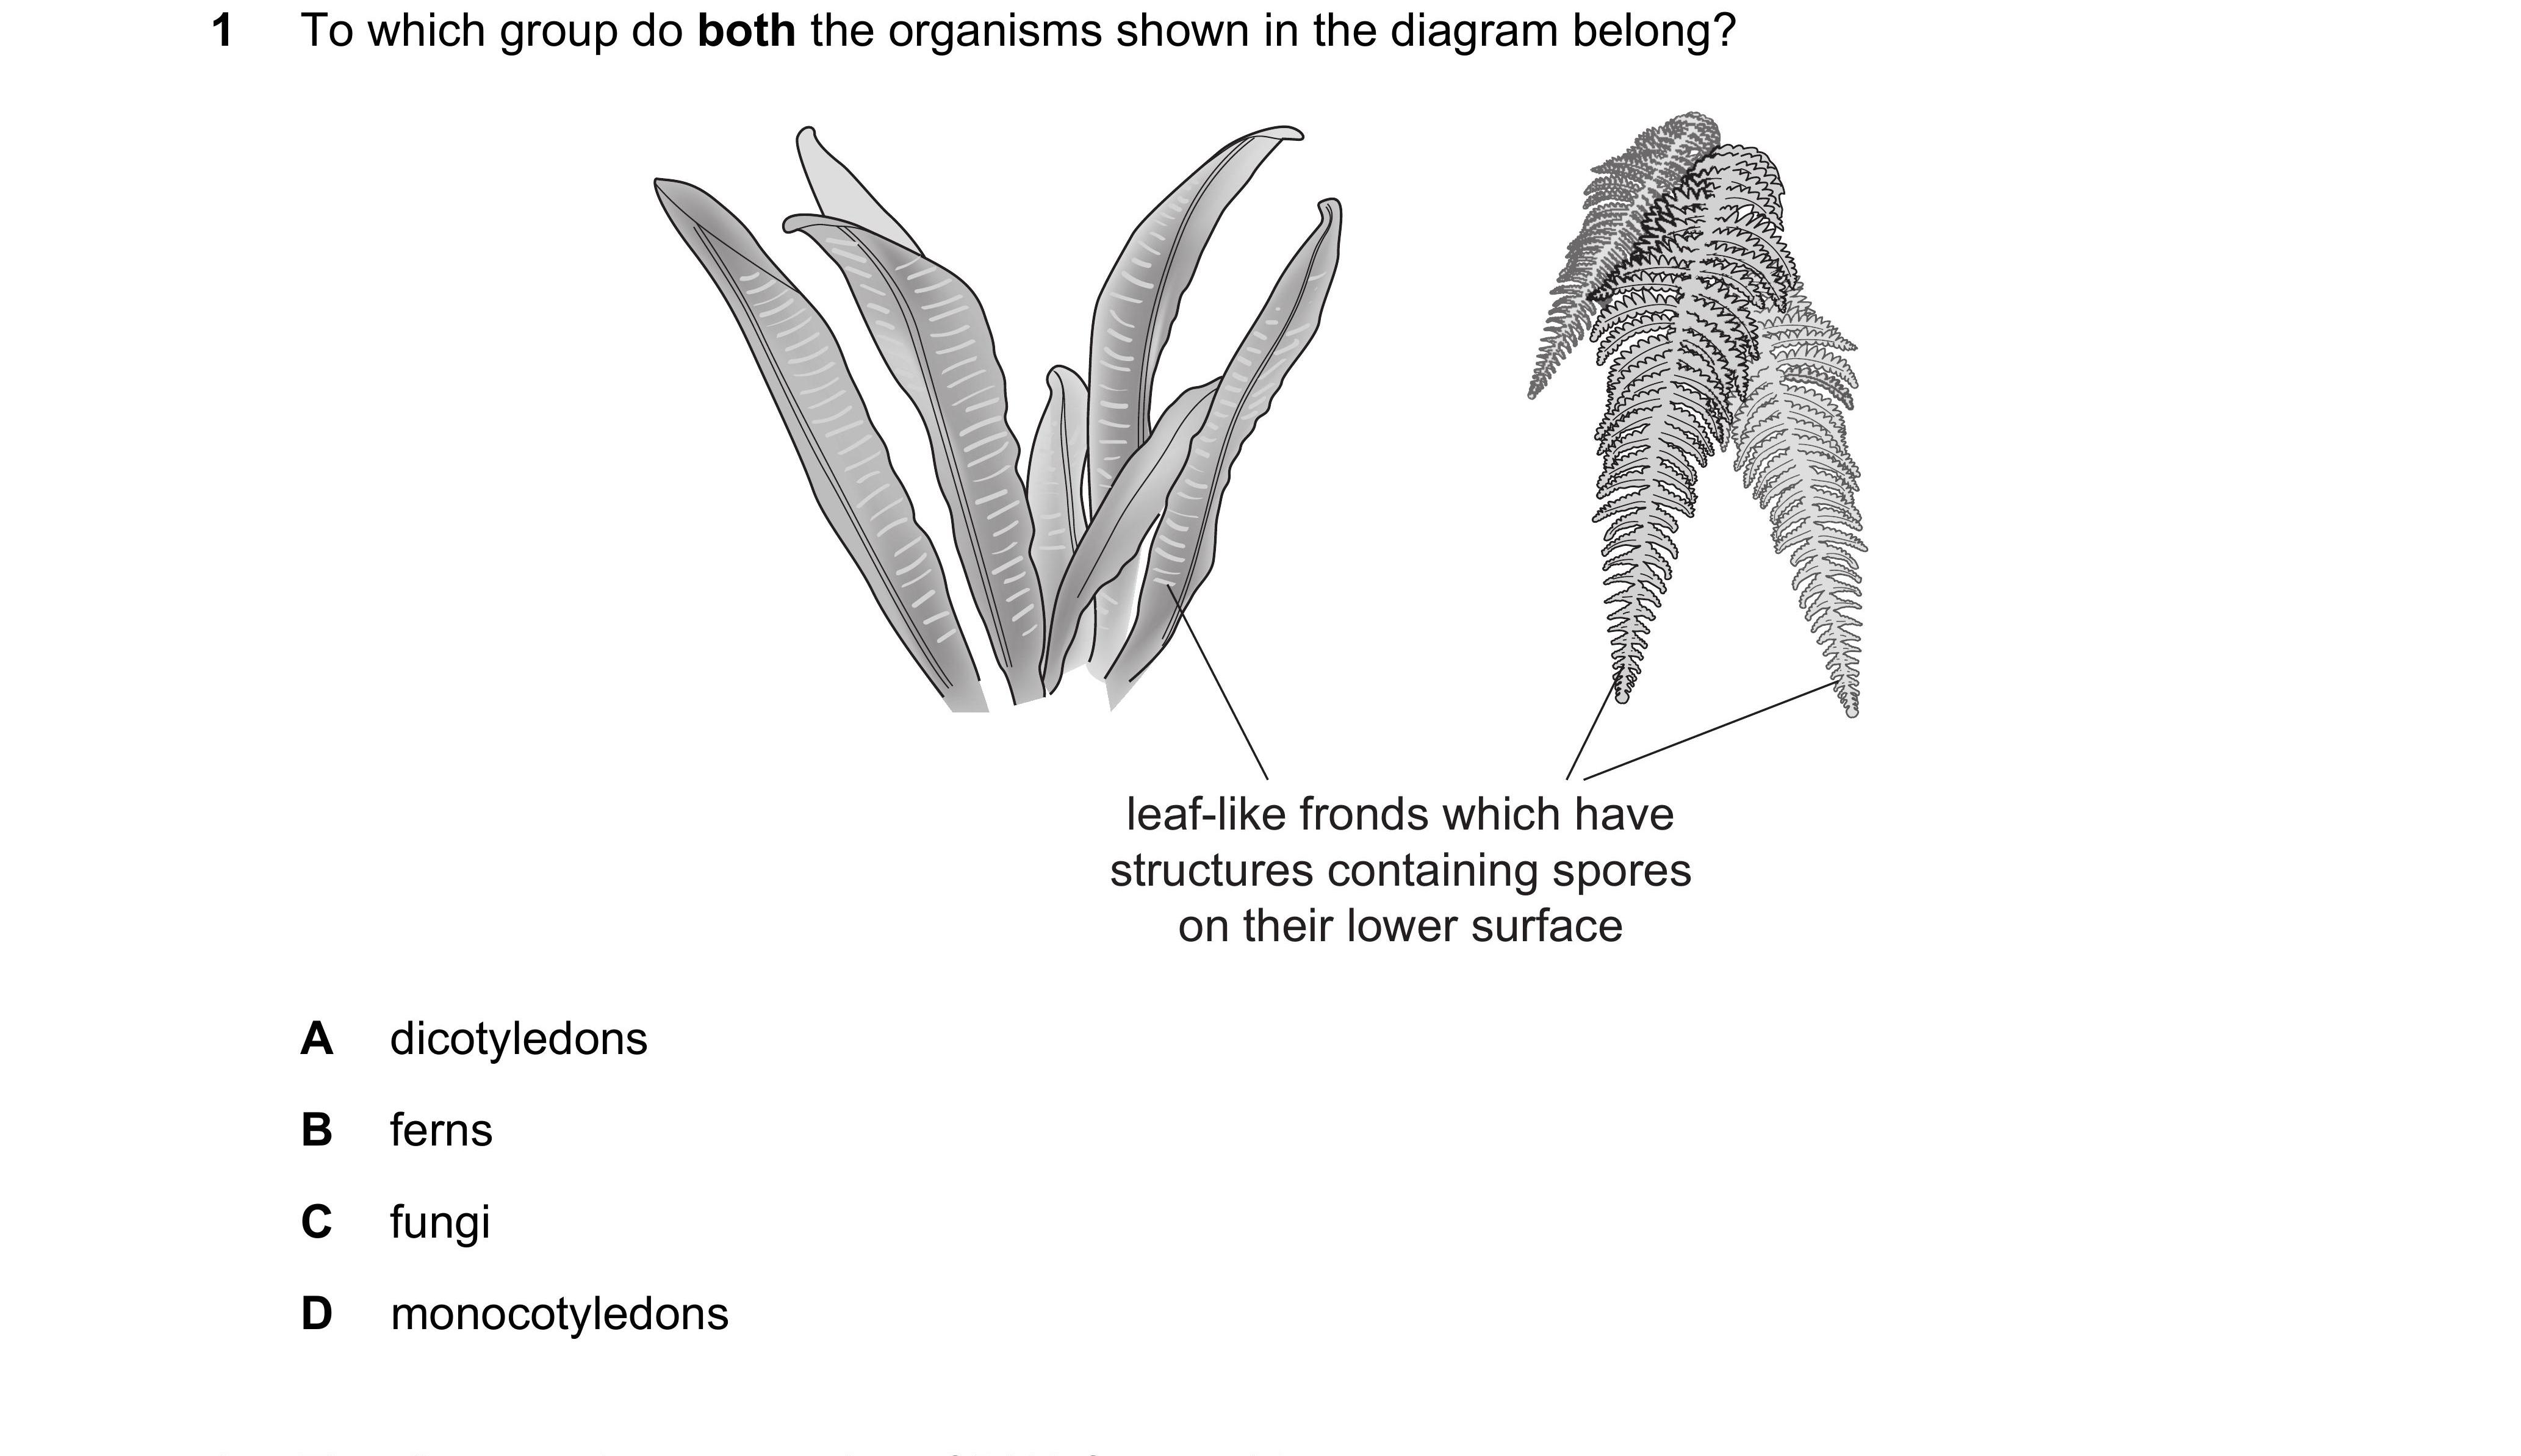 1 To which group do both the organisms shown in the diagram belong?
leaf-like fronds which have
structures containing spores
on their lower surface
A dicotyledons
B ferns
C fungi
D monocotyledons